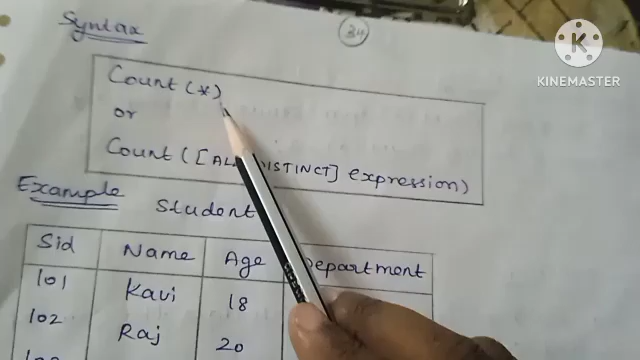 Syntax
34
Count (*)
or
Count ([ALL DISTINCT] expression)
Example Student
Sid Name Age Department
101 Kavi 18
102 Raj 20
K
KINEMASTER